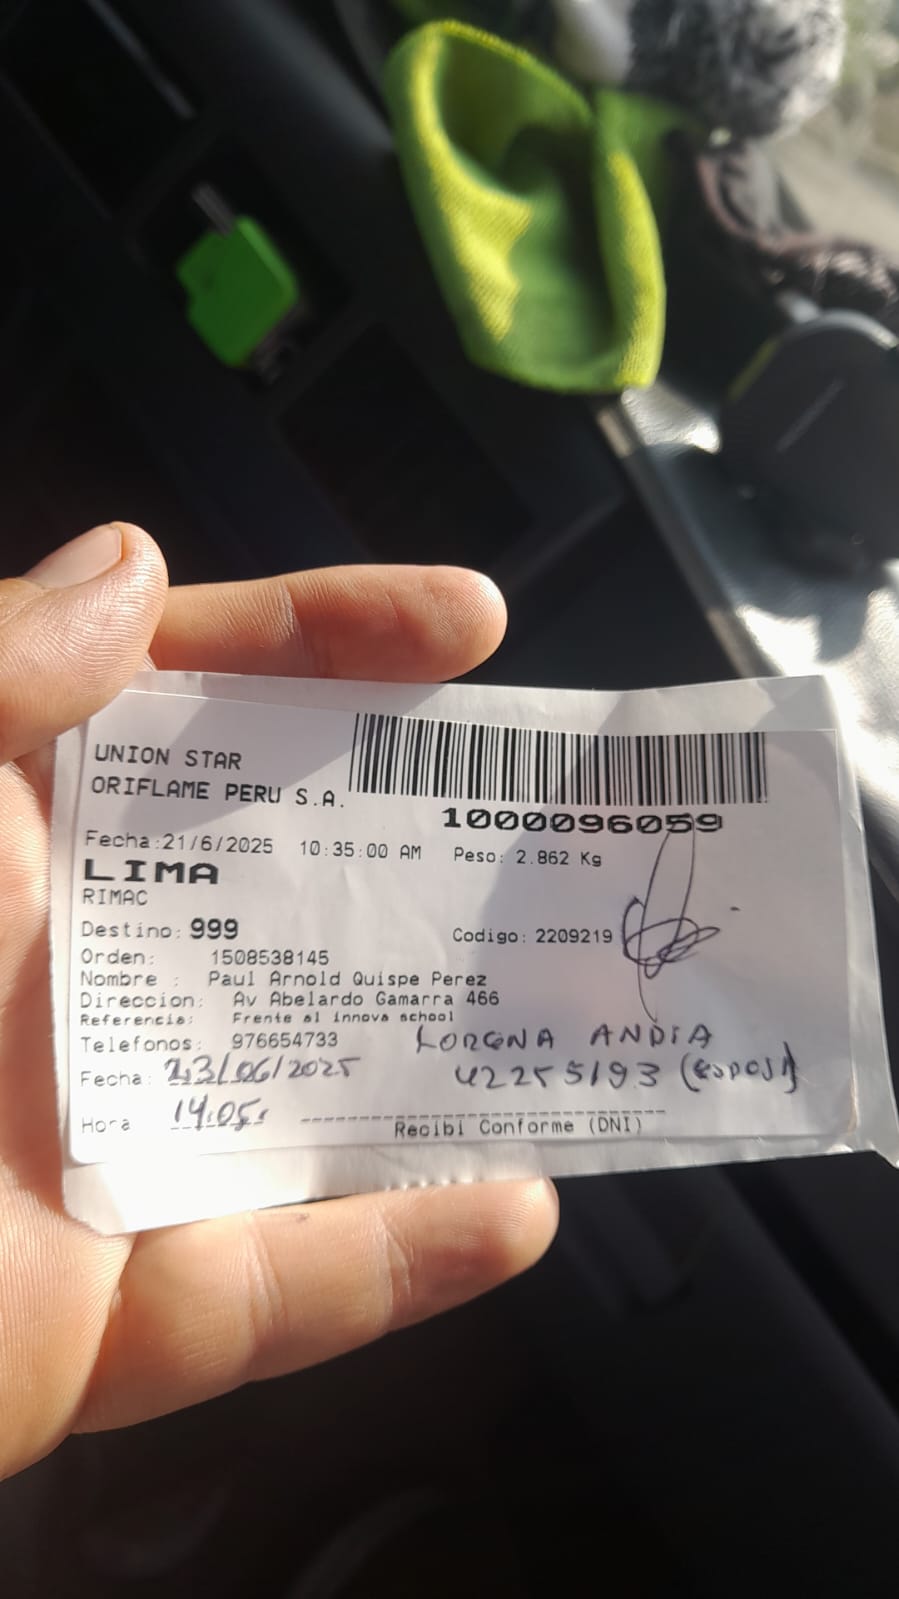 UNION STAR
ORIFLAME PERU S.A.
1000096059
Fecha:21/6/2025 10:35:00 AM Peso: 2.862 Kg
LIMA
RIMAC
Destino: 999 Codigo: 2209219
Orden: 1508538145
Nombre : Paul Arnold Quispe Perez
Direccion: Av Abelardo Gamarra 466
Referencia: Frente al innova school
Telefonos: 976654733 LORENA ANDIA
Fecha: 23/06/2025 42255193 (esposa)
Hora 14:05
Recibi Conforme (DNI)